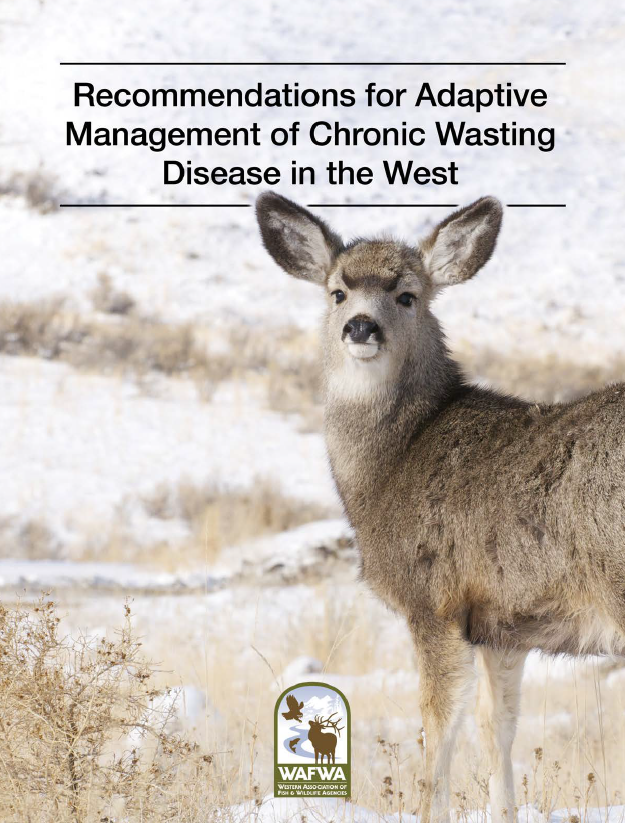 Recommendations for Adaptive
Management of Chronic Wasting
Disease in the West
WAFWA
WESTERN ASSOCIATION OF
FISH & WILDLIFE AGENCIES